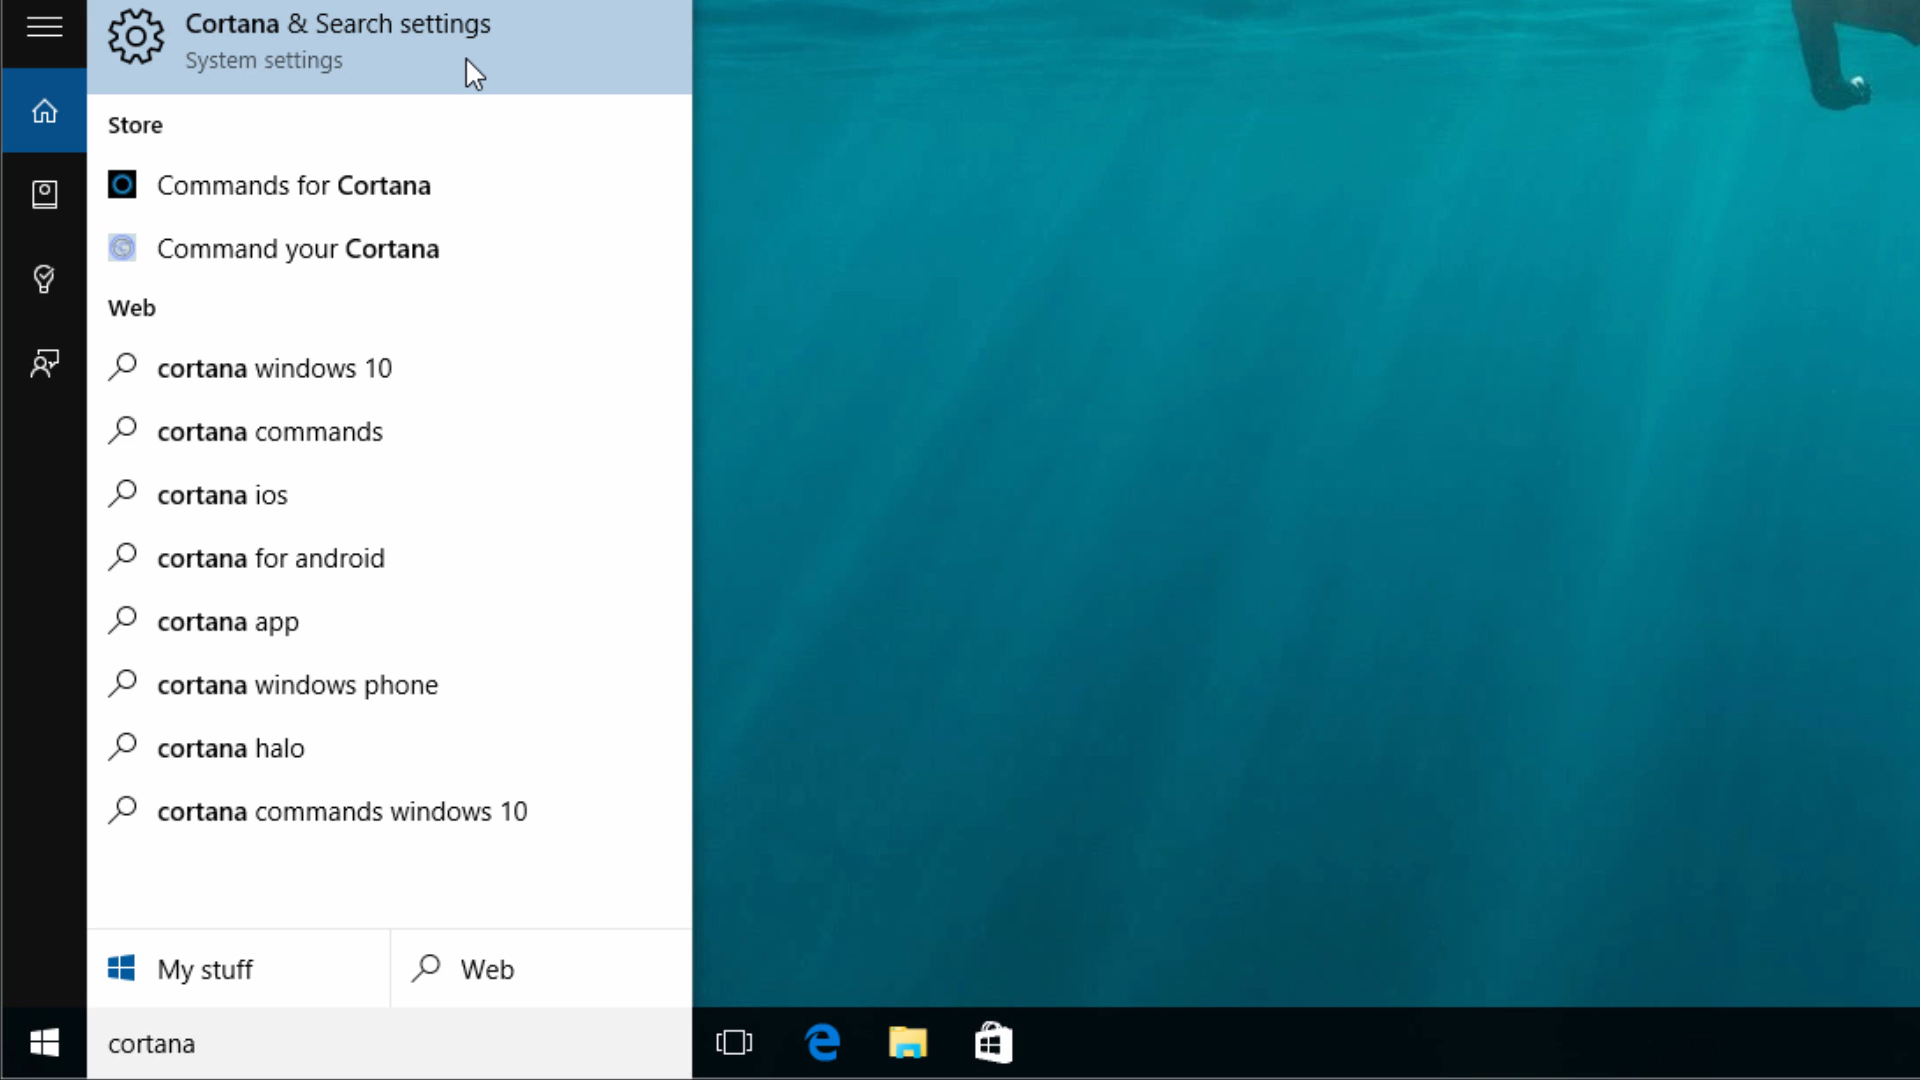 Cortana & Search settings
System settings
Store
Commands for Cortana
Command your Cortana
Web
cortana windows 10
cortana commands
cortana ios
cortana for android
cortana app
cortana windows phone
cortana halo
cortana commands windows 10
My stuff
Web
cortana